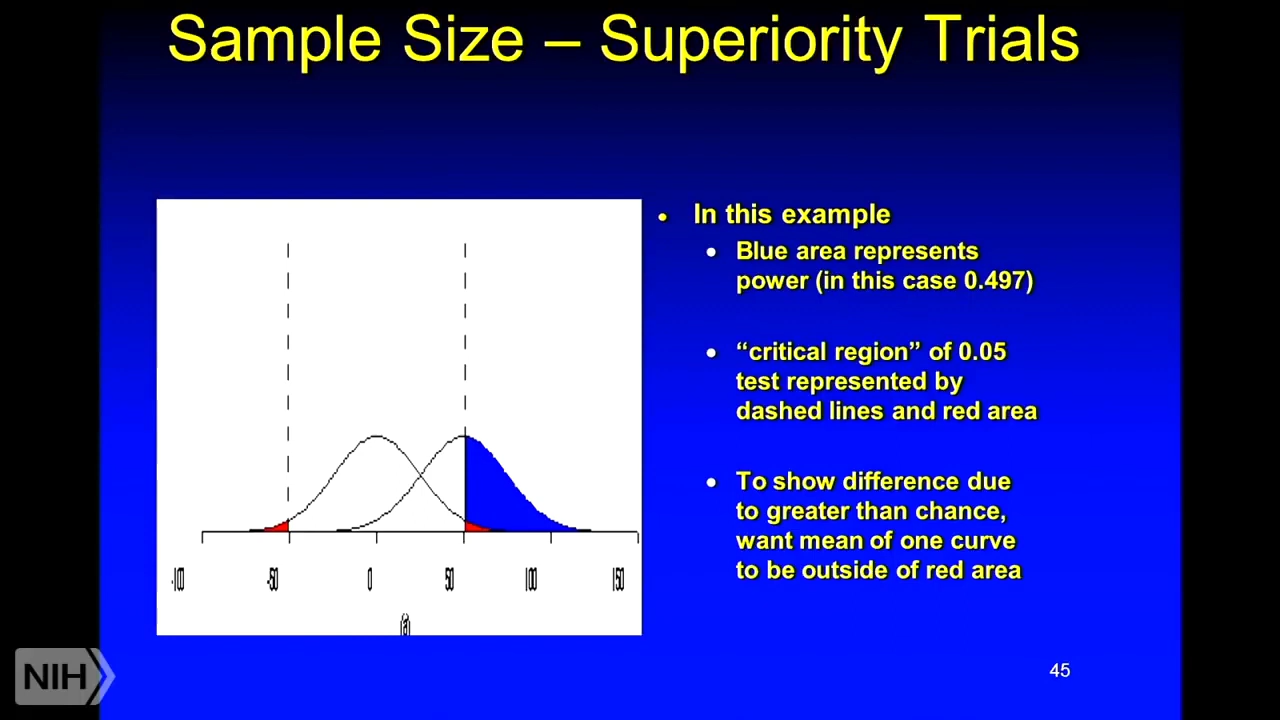 Sample Size – Superiority Trials
In this example
Blue area represents
power (in this case 0.497)
“critical region” of 0.05
test represented by
dashed lines and red area
To show difference due
to greater than chance,
want mean of one curve
to be outside of red area
-100 -50 0 50 100 150
(a)
NIH
45